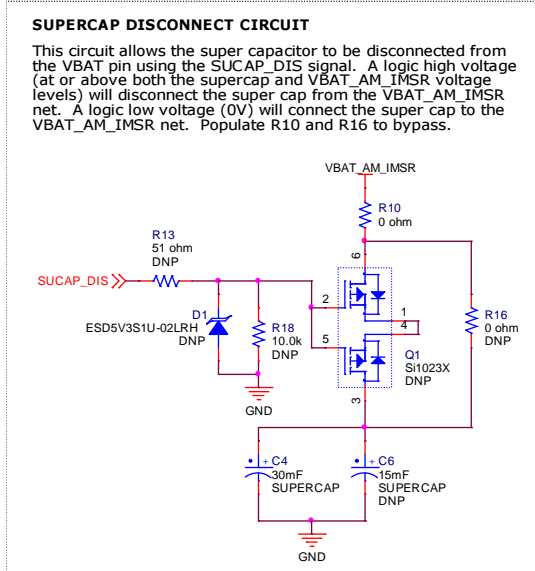 SUPERCAP DISCONNECT CIRCUIT
This circuit allows the super capacitor to be disconnected from
the VBAT pin using the SUCAP_DIS signal.  A logic high voltage
(at or above both the supercap and VBAT_AM_IMSR voltage
levels) will disconnect the super cap from the VBAT_AM_IMSR
net.  A logic low voltage (0V) will connect the super cap to the
VBAT_AM_IMSR net.  Populate R10 and R16 to bypass.
VBAT_AM_IMSR
R10
0 ohm
R13
51 ohm
DNP
SUCAP_DIS
6
2
1
4
5
3
D1
ESD5V3S1U-02LRH
DNP
R18
10.0k
DNP
Q1
Si1023X
DNP
R16
0 ohm
DNP
GND
+ C4
30mF
SUPERCAP
+ C6
15mF
SUPERCAP
DNP
GND